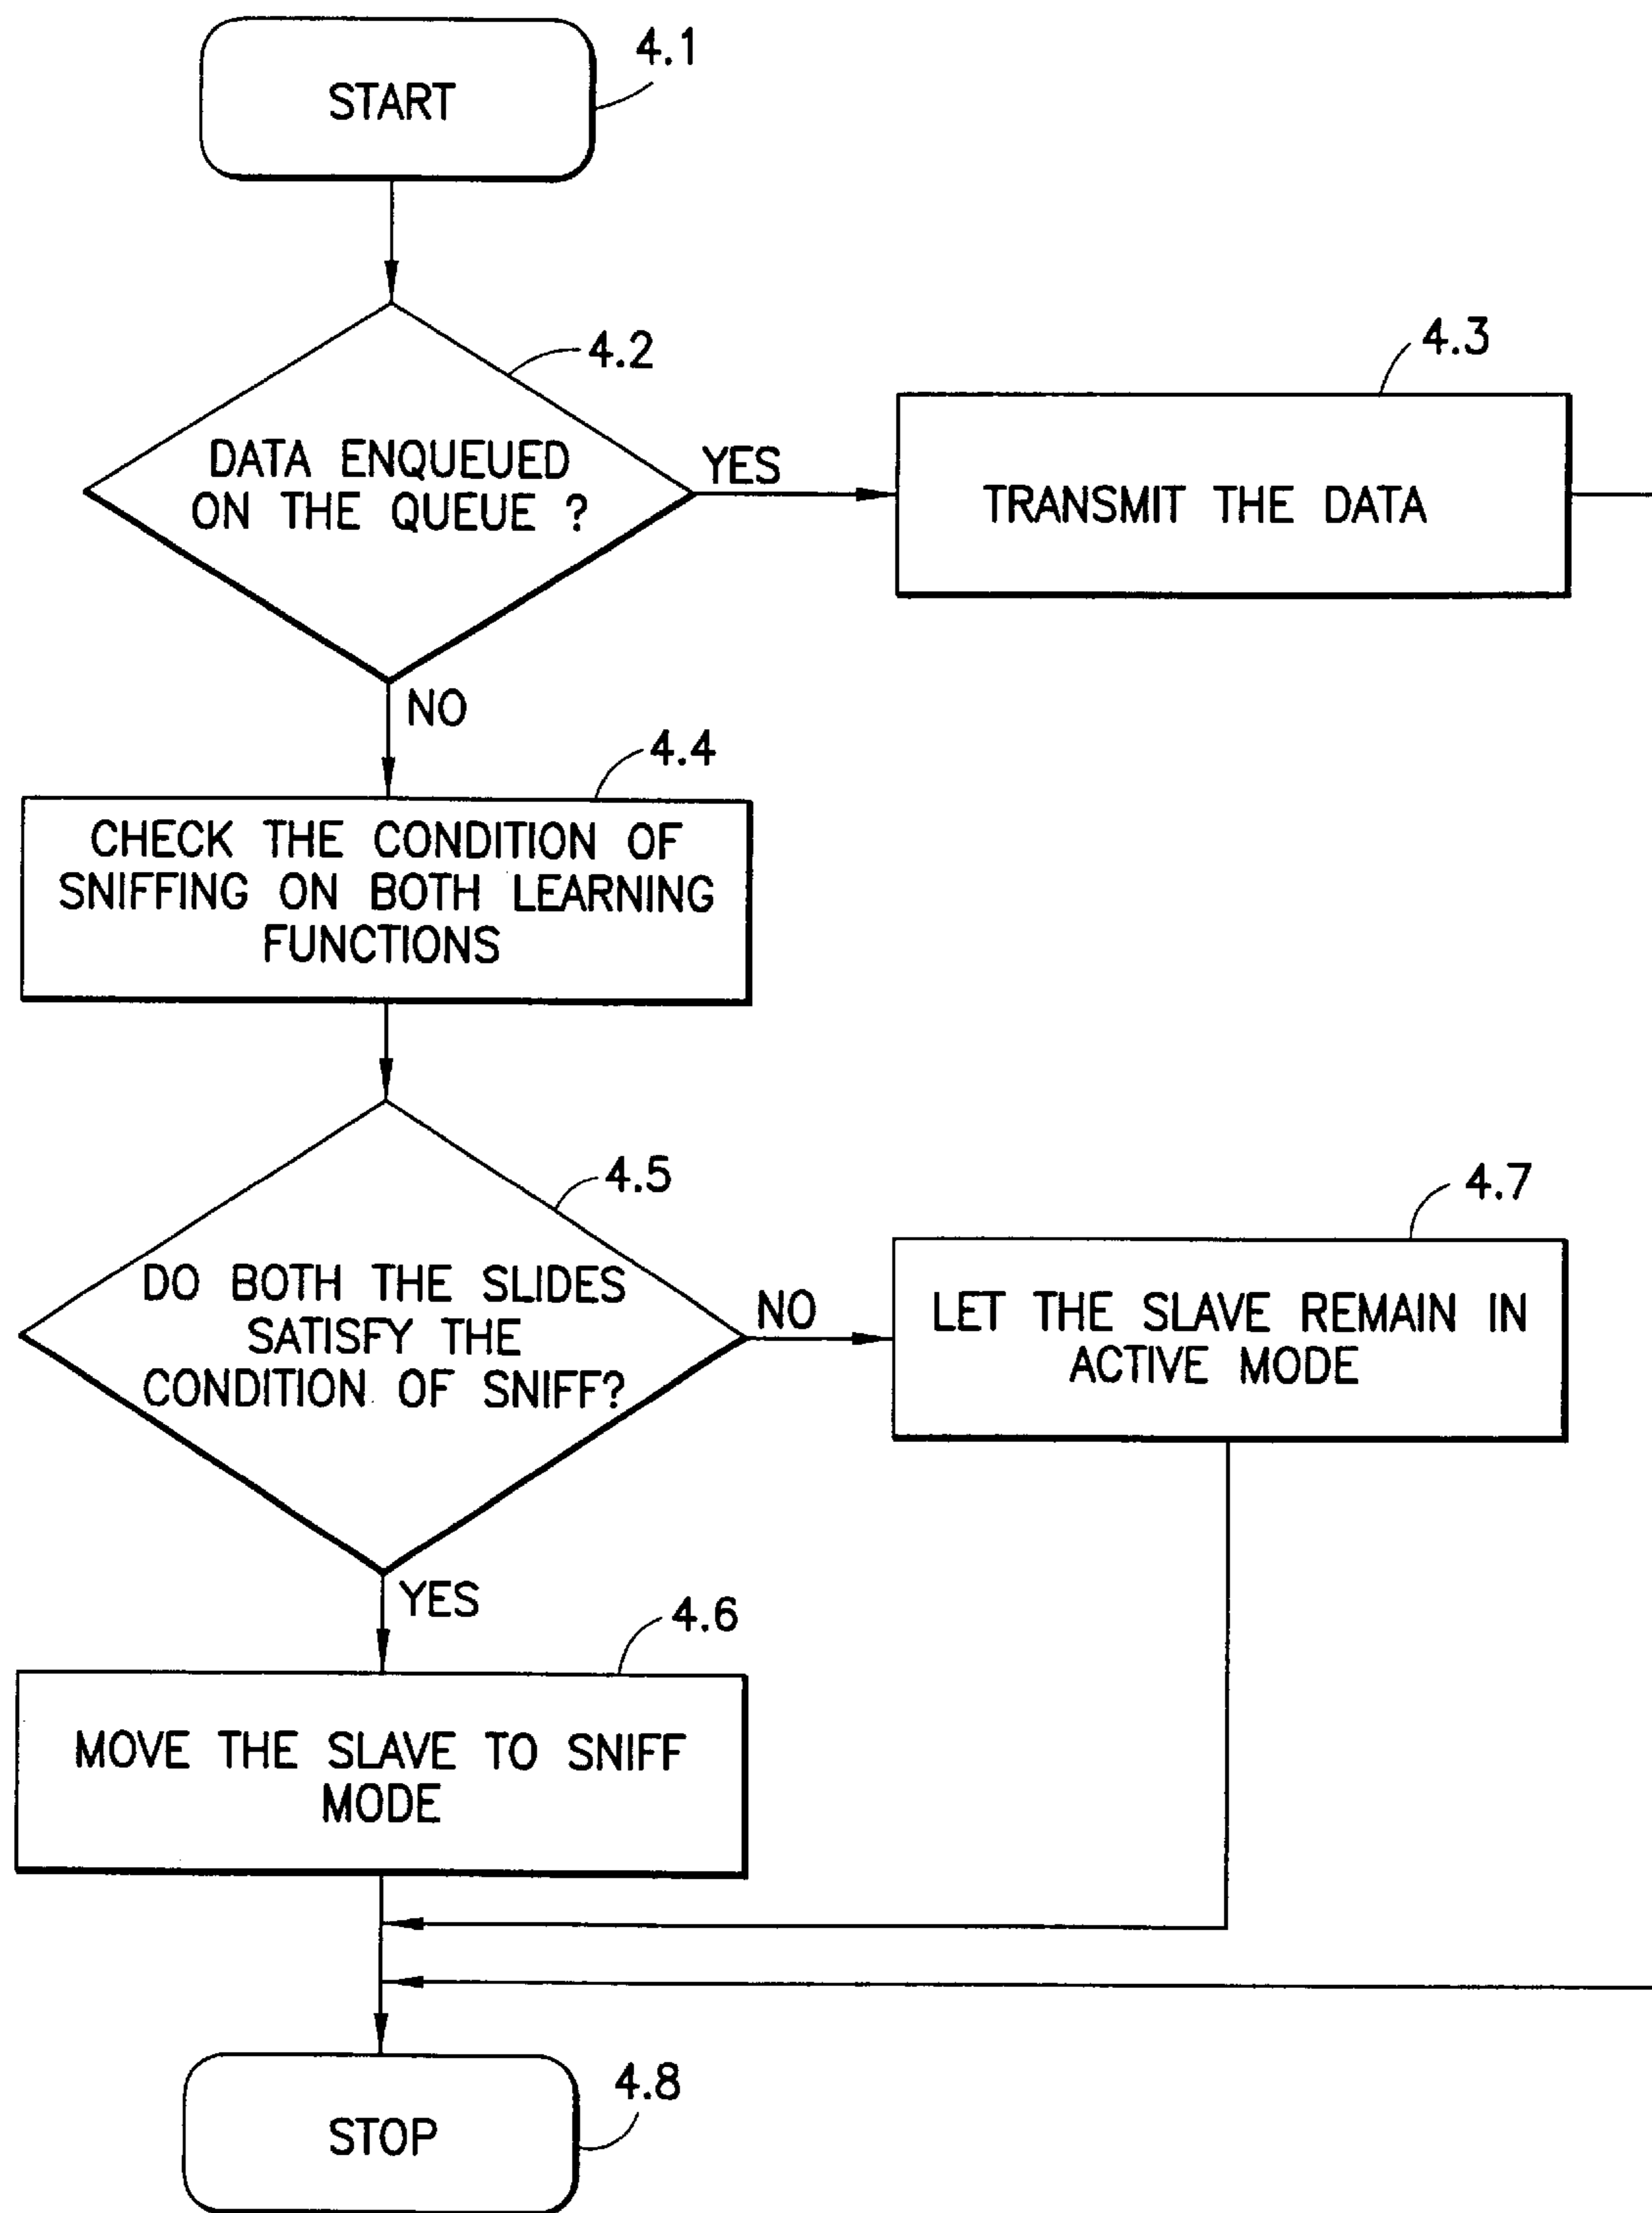 START
4.1
4.2
DATA ENQUEUED
ON THE QUEUE ?
YES
4.3
TRANSMIT THE DATA
NO
4.4
CHECK THE CONDITION OF
SNIFFING ON BOTH LEARNING
FUNCTIONS
4.5
DO BOTH THE SLIDES
SATISFY THE
CONDITION OF SNIFF?
NO
4.7
LET THE SLAVE REMAIN IN
ACTIVE MODE
YES
4.6
MOVE THE SLAVE TO SNIFF
MODE
4.8
STOP